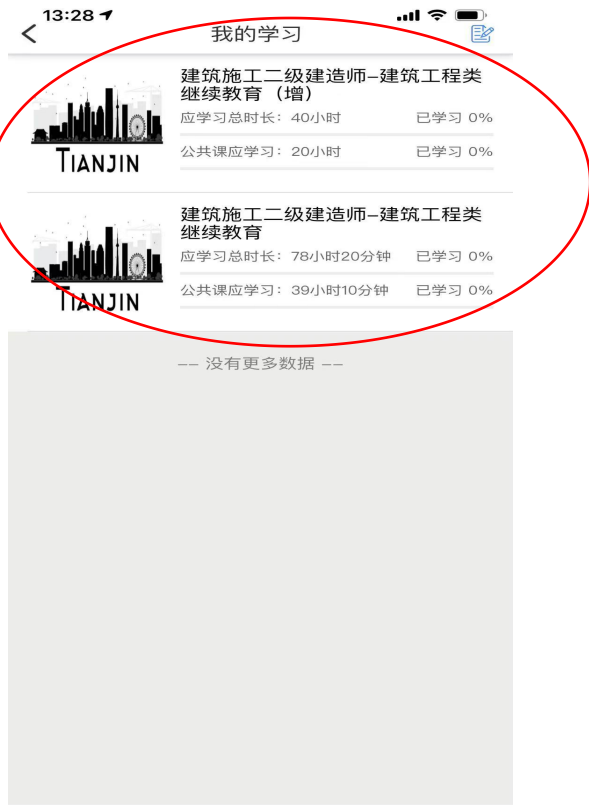 13:28
我的学习
建筑施工二级建造师–建筑工程类
继续教育（增）
应学习总时长：40小时 已学习 0%
公共课应学习：20小时 已学习 0%
TIANJIN
建筑施工二级建造师–建筑工程类
继续教育
应学习总时长：78小时20分钟 已学习 0%
公共课应学习：39小时10分钟 已学习 0%
TIANJIN
–– 没有更多数据 ––